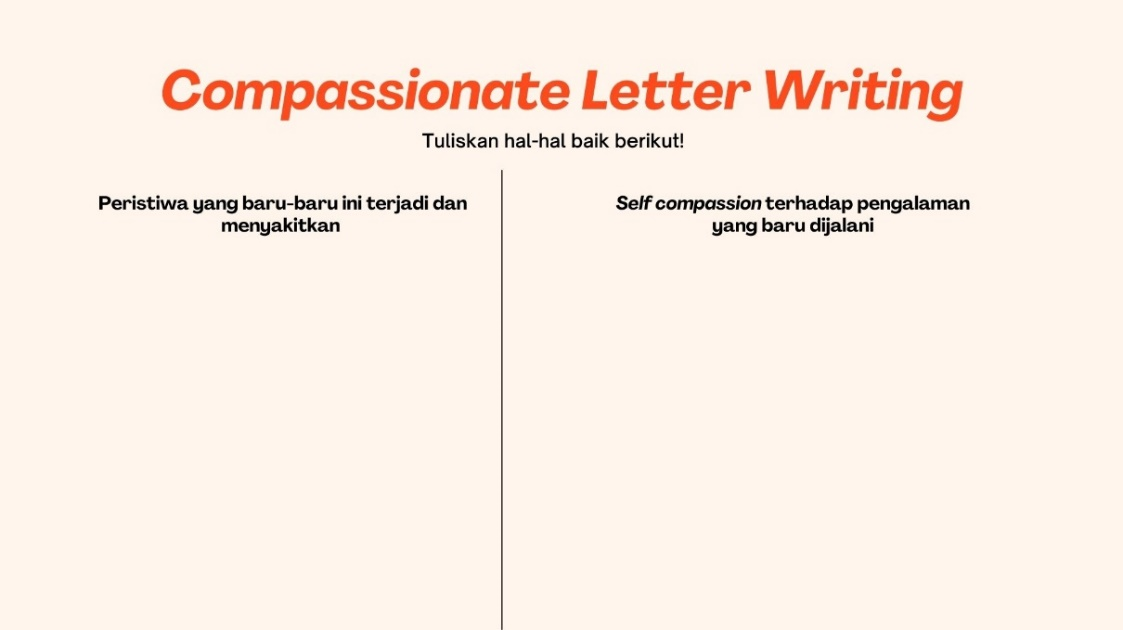 Compassionate Letter Writing
Tuliskan hal-hal baik berikut!
Peristiwa yang baru-baru ini terjadi dan
menyakitkan
Self compassion terhadap pengalaman
yang baru dijalani